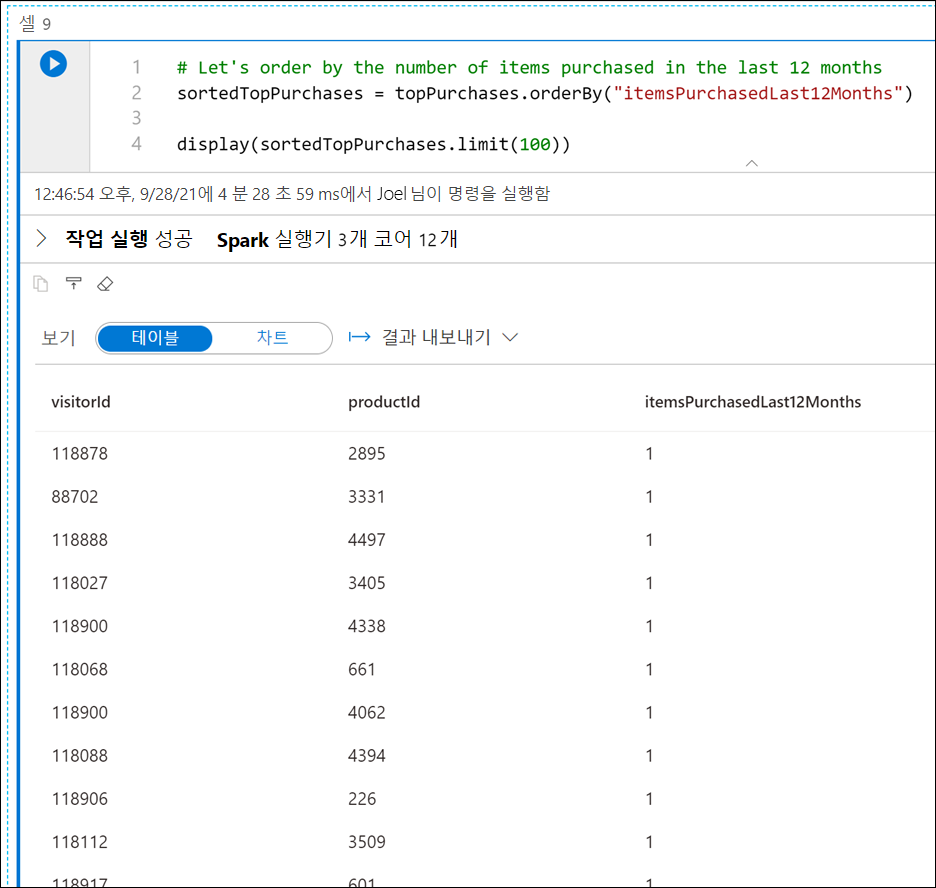 셀 9
1 # Let's order by the number of items purchased in the last 12 months
2 sortedTopPurchases = topPurchases.orderBy("itemsPurchasedLast12Months")
3
4 display(sortedTopPurchases.limit(100))
12:46:54 오후, 9/28/21에 4 분 28 초 59 ms에서 Joel 님이 명령을 실행함
작업 실행 성공 Spark 실행기 3개 코어 12개
보기 테이블 차트 결과 내보내기
visitorId productId itemsPurchasedLast12Months
118878 2895 1
88702 3331 1
118888 4497 1
118027 3405 1
118900 4338 1
118068 661 1
118900 4062 1
118088 4394 1
118906 226 1
118112 3509 1
118917 601 1